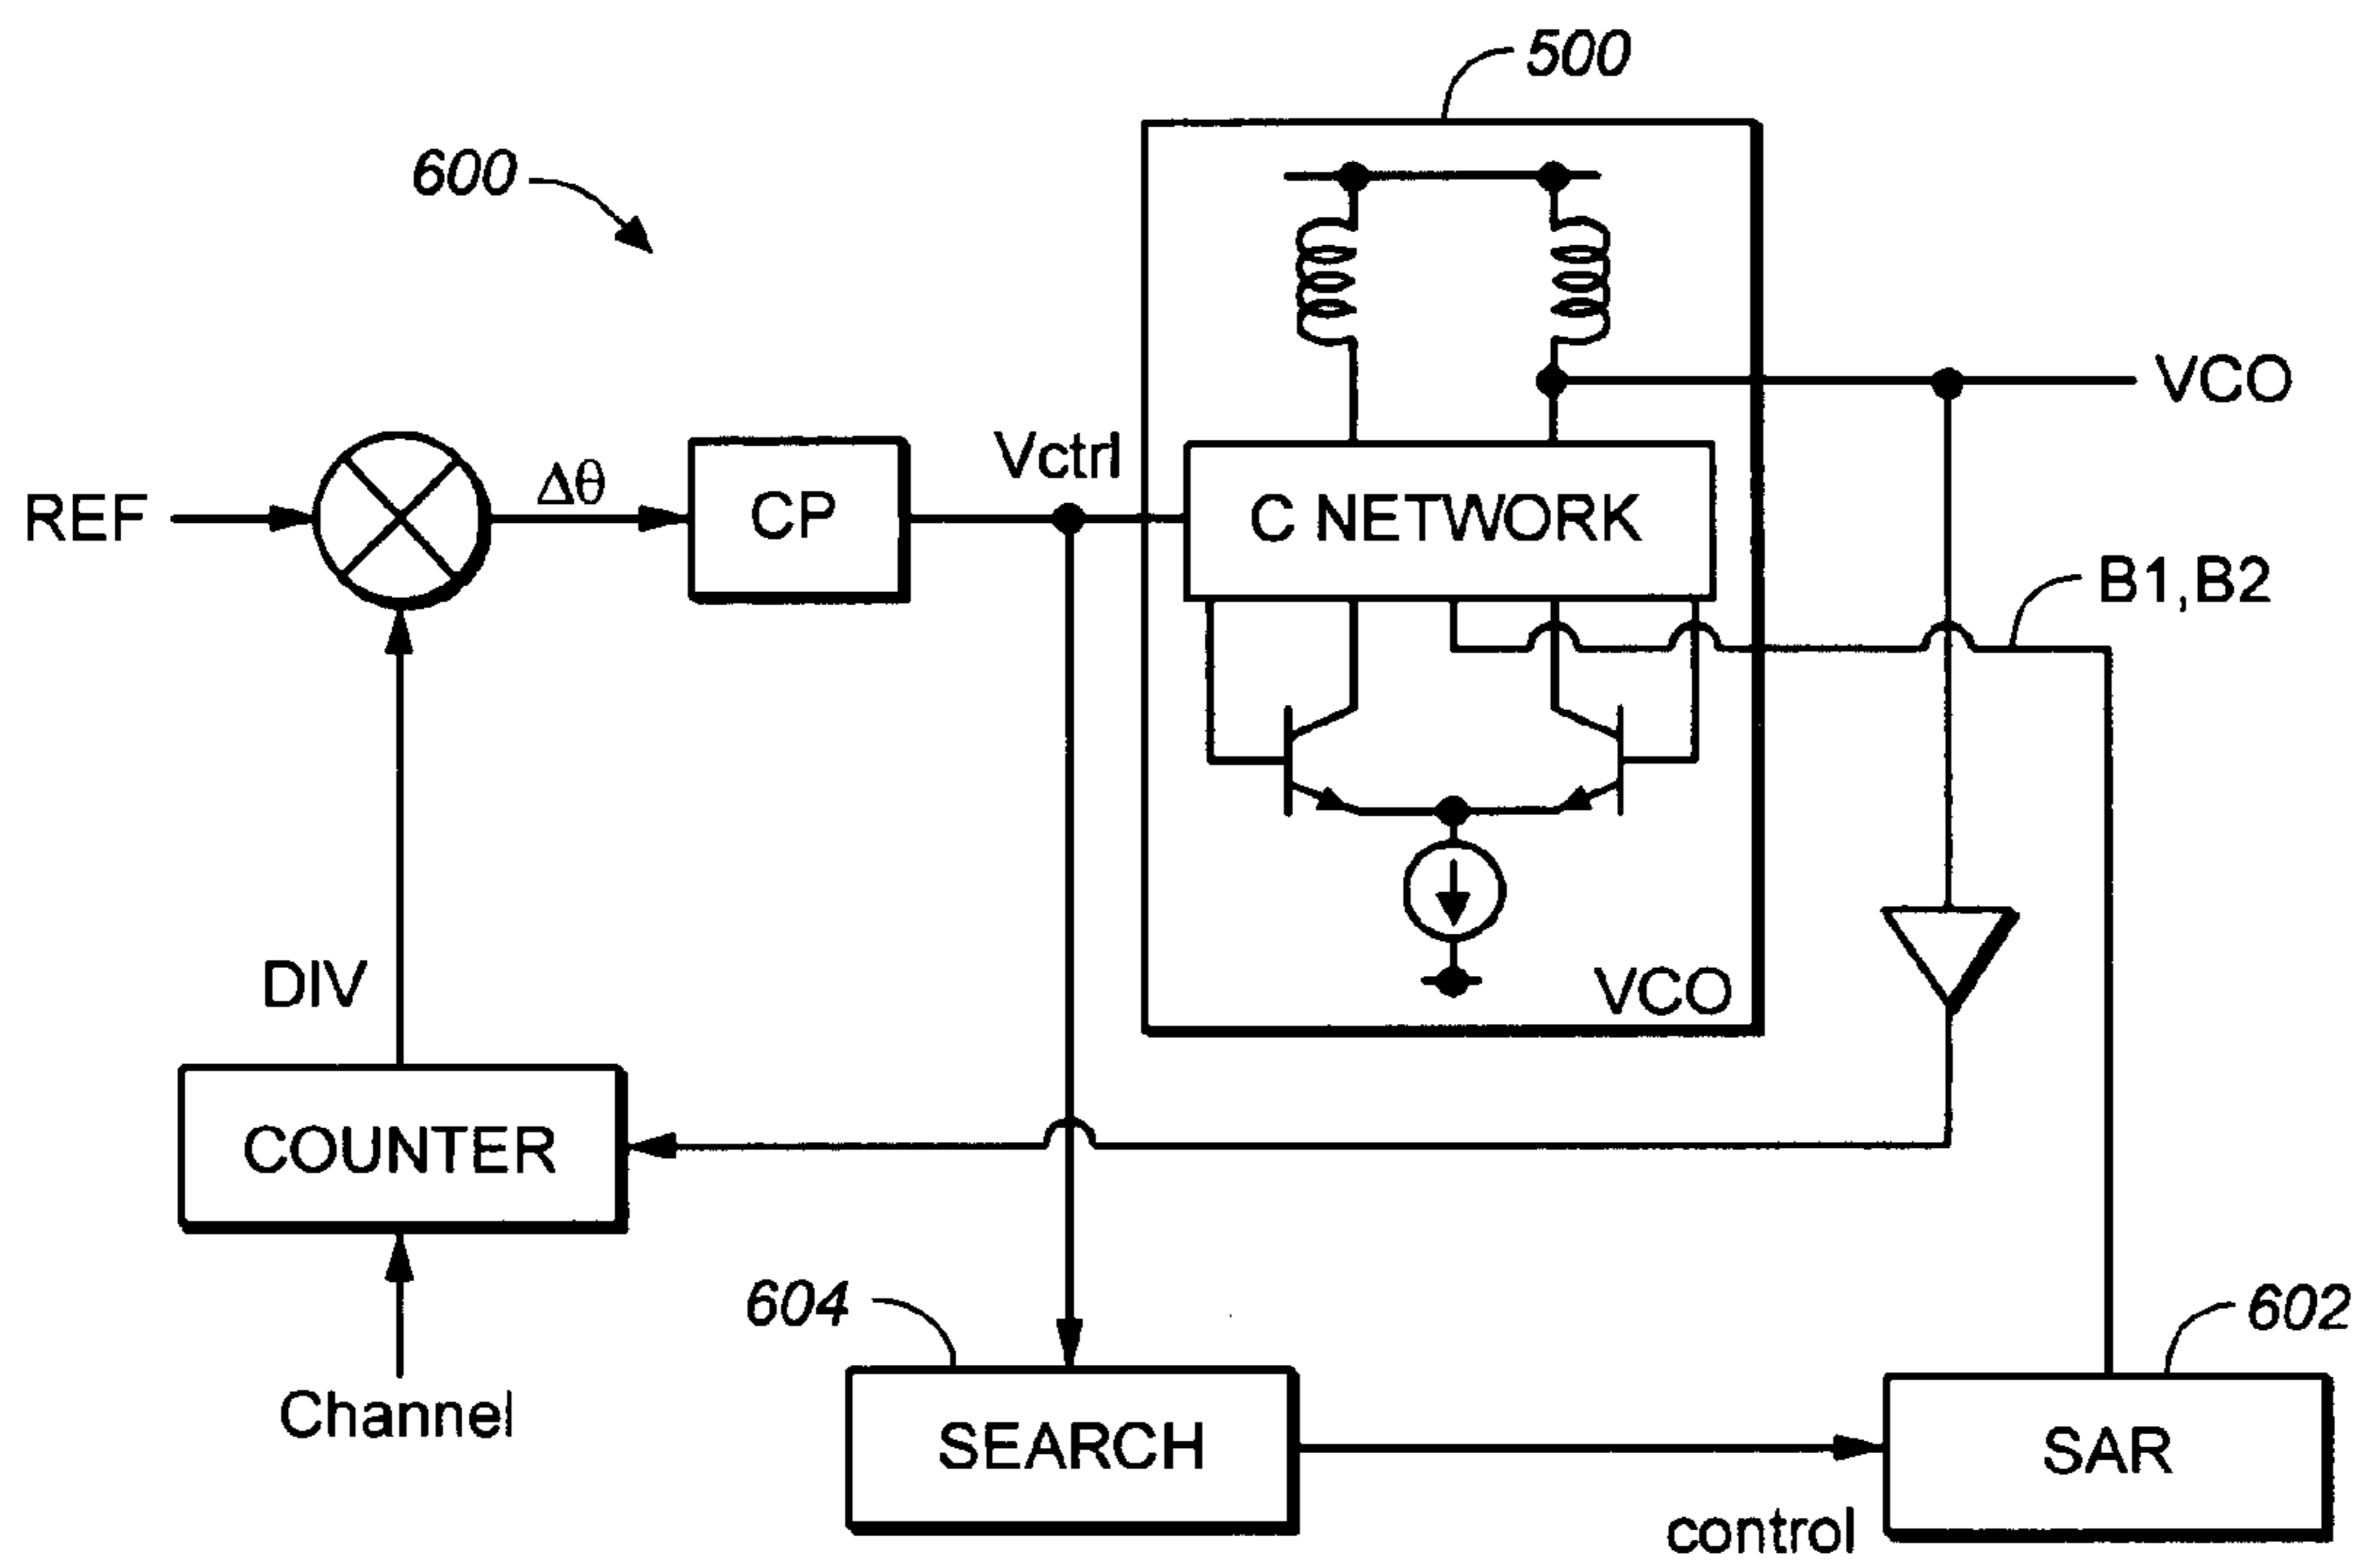 500
600
VCO
Vctrl
Δθ
REF
CP
C NETWORK
B1,B2
DIV
VCO
COUNTER
604
602
Channel
SEARCH
SAR
control